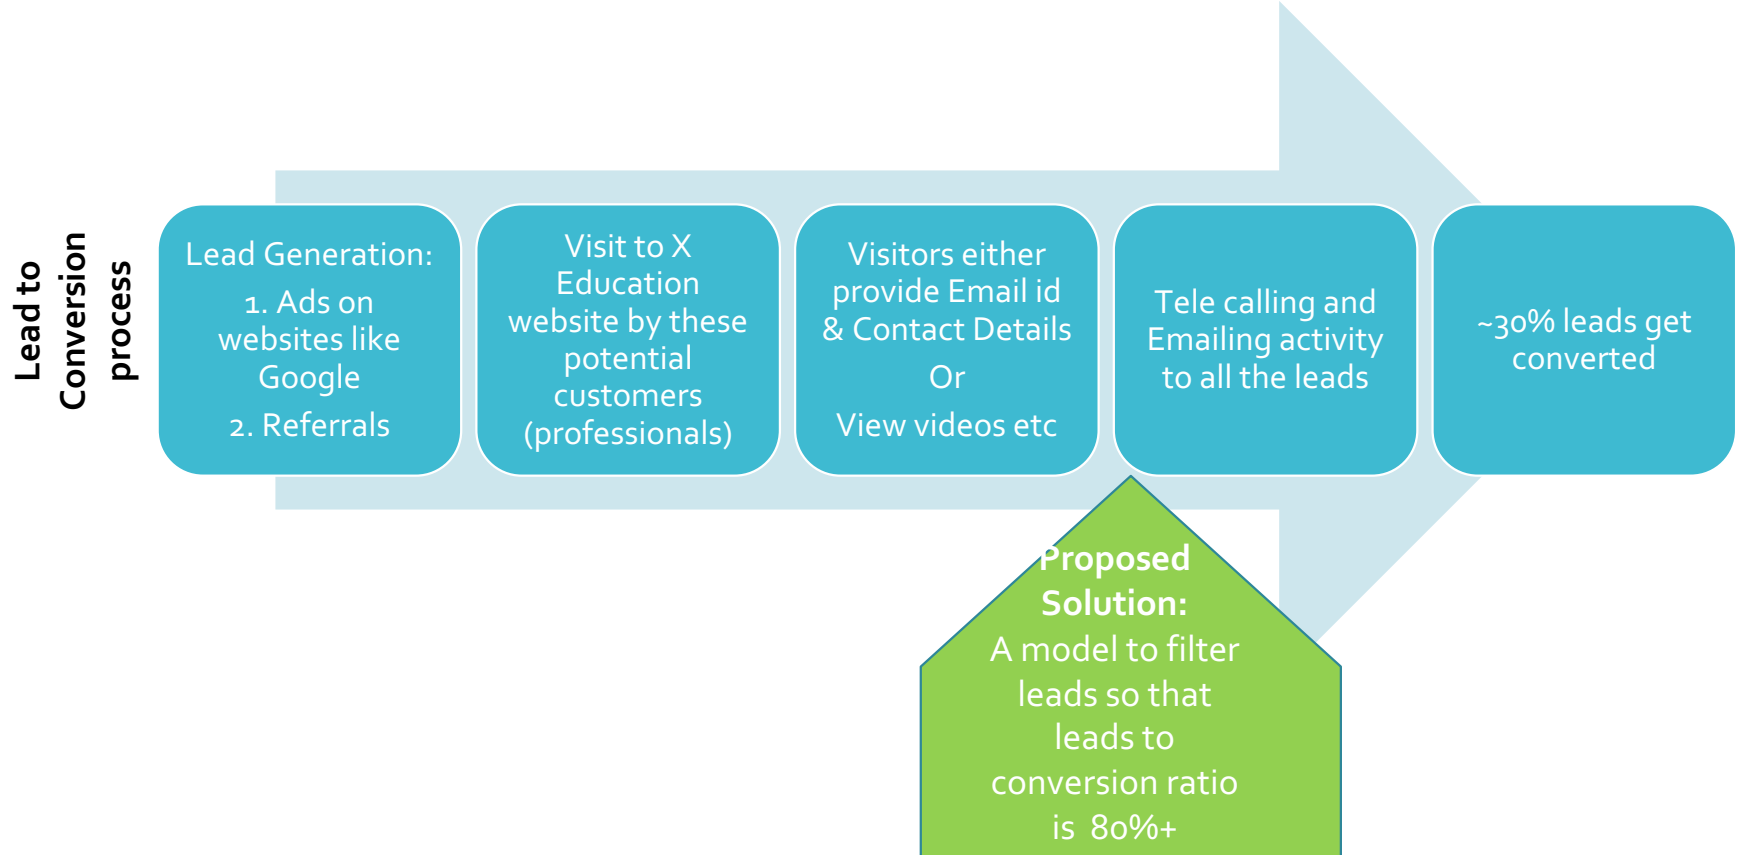 Lead to
Conversion
process
Lead Generation:
1. Ads on
websites like
Google
2. Referrals
Visit to X
Education
website by these
potential
customers
(professionals)
Visitors either
provide Email id
& Contact Details
Or
View videos etc
Tele calling and
Emailing activity
to all the leads
~30% leads get
converted
Proposed
Solution:
A model to filter
leads so that
leads to
conversion ratio
is 80%+